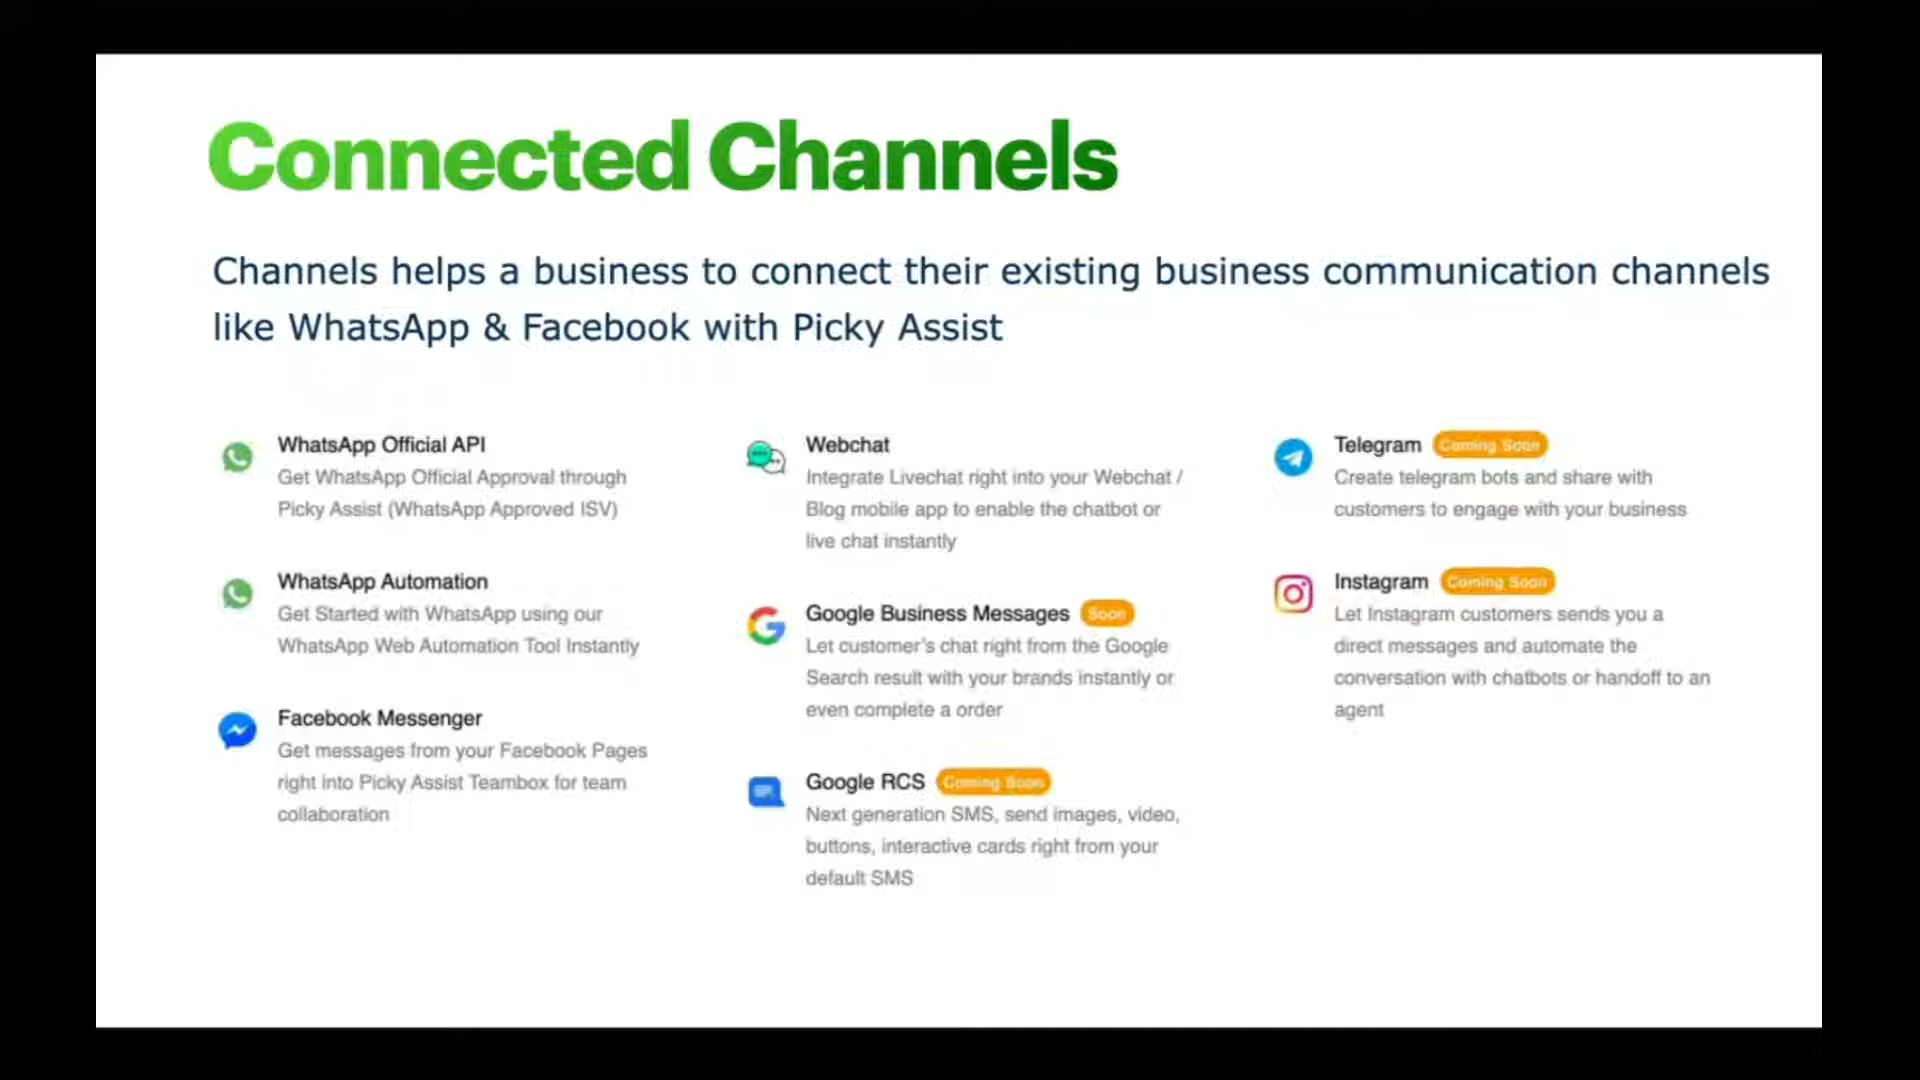 Connected Channels
Channels helps a business to connect their existing business communication channels
like WhatsApp & Facebook with Picky Assist
WhatsApp Official API
Get WhatsApp Official Approval through
Picky Assist (WhatsApp Approved ISV)
WhatsApp Automation
Get Started with WhatsApp using our
WhatsApp Web Automation Tool Instantly
Facebook Messenger
Get messages from your Facebook Pages
right into Picky Assist Teambox for team
collaboration
Webchat
Integrate Livechat right into your Webchat /
Blog mobile app to enable the chatbot or
live chat instantly
Google Business Messages Soon
Let customer's chat right from the Google
Search result with your brands instantly or
even complete a order
Google RCS Coming Soon
Next generation SMS, send images, video,
buttons, interactive cards right from your
default SMS
Telegram Coming Soon
Create telegram bots and share with
customers to engage with your business
Instagram Coming Soon
Let Instagram customers sends you a
direct messages and automate the
conversation with chatbots or handoff to an
agent